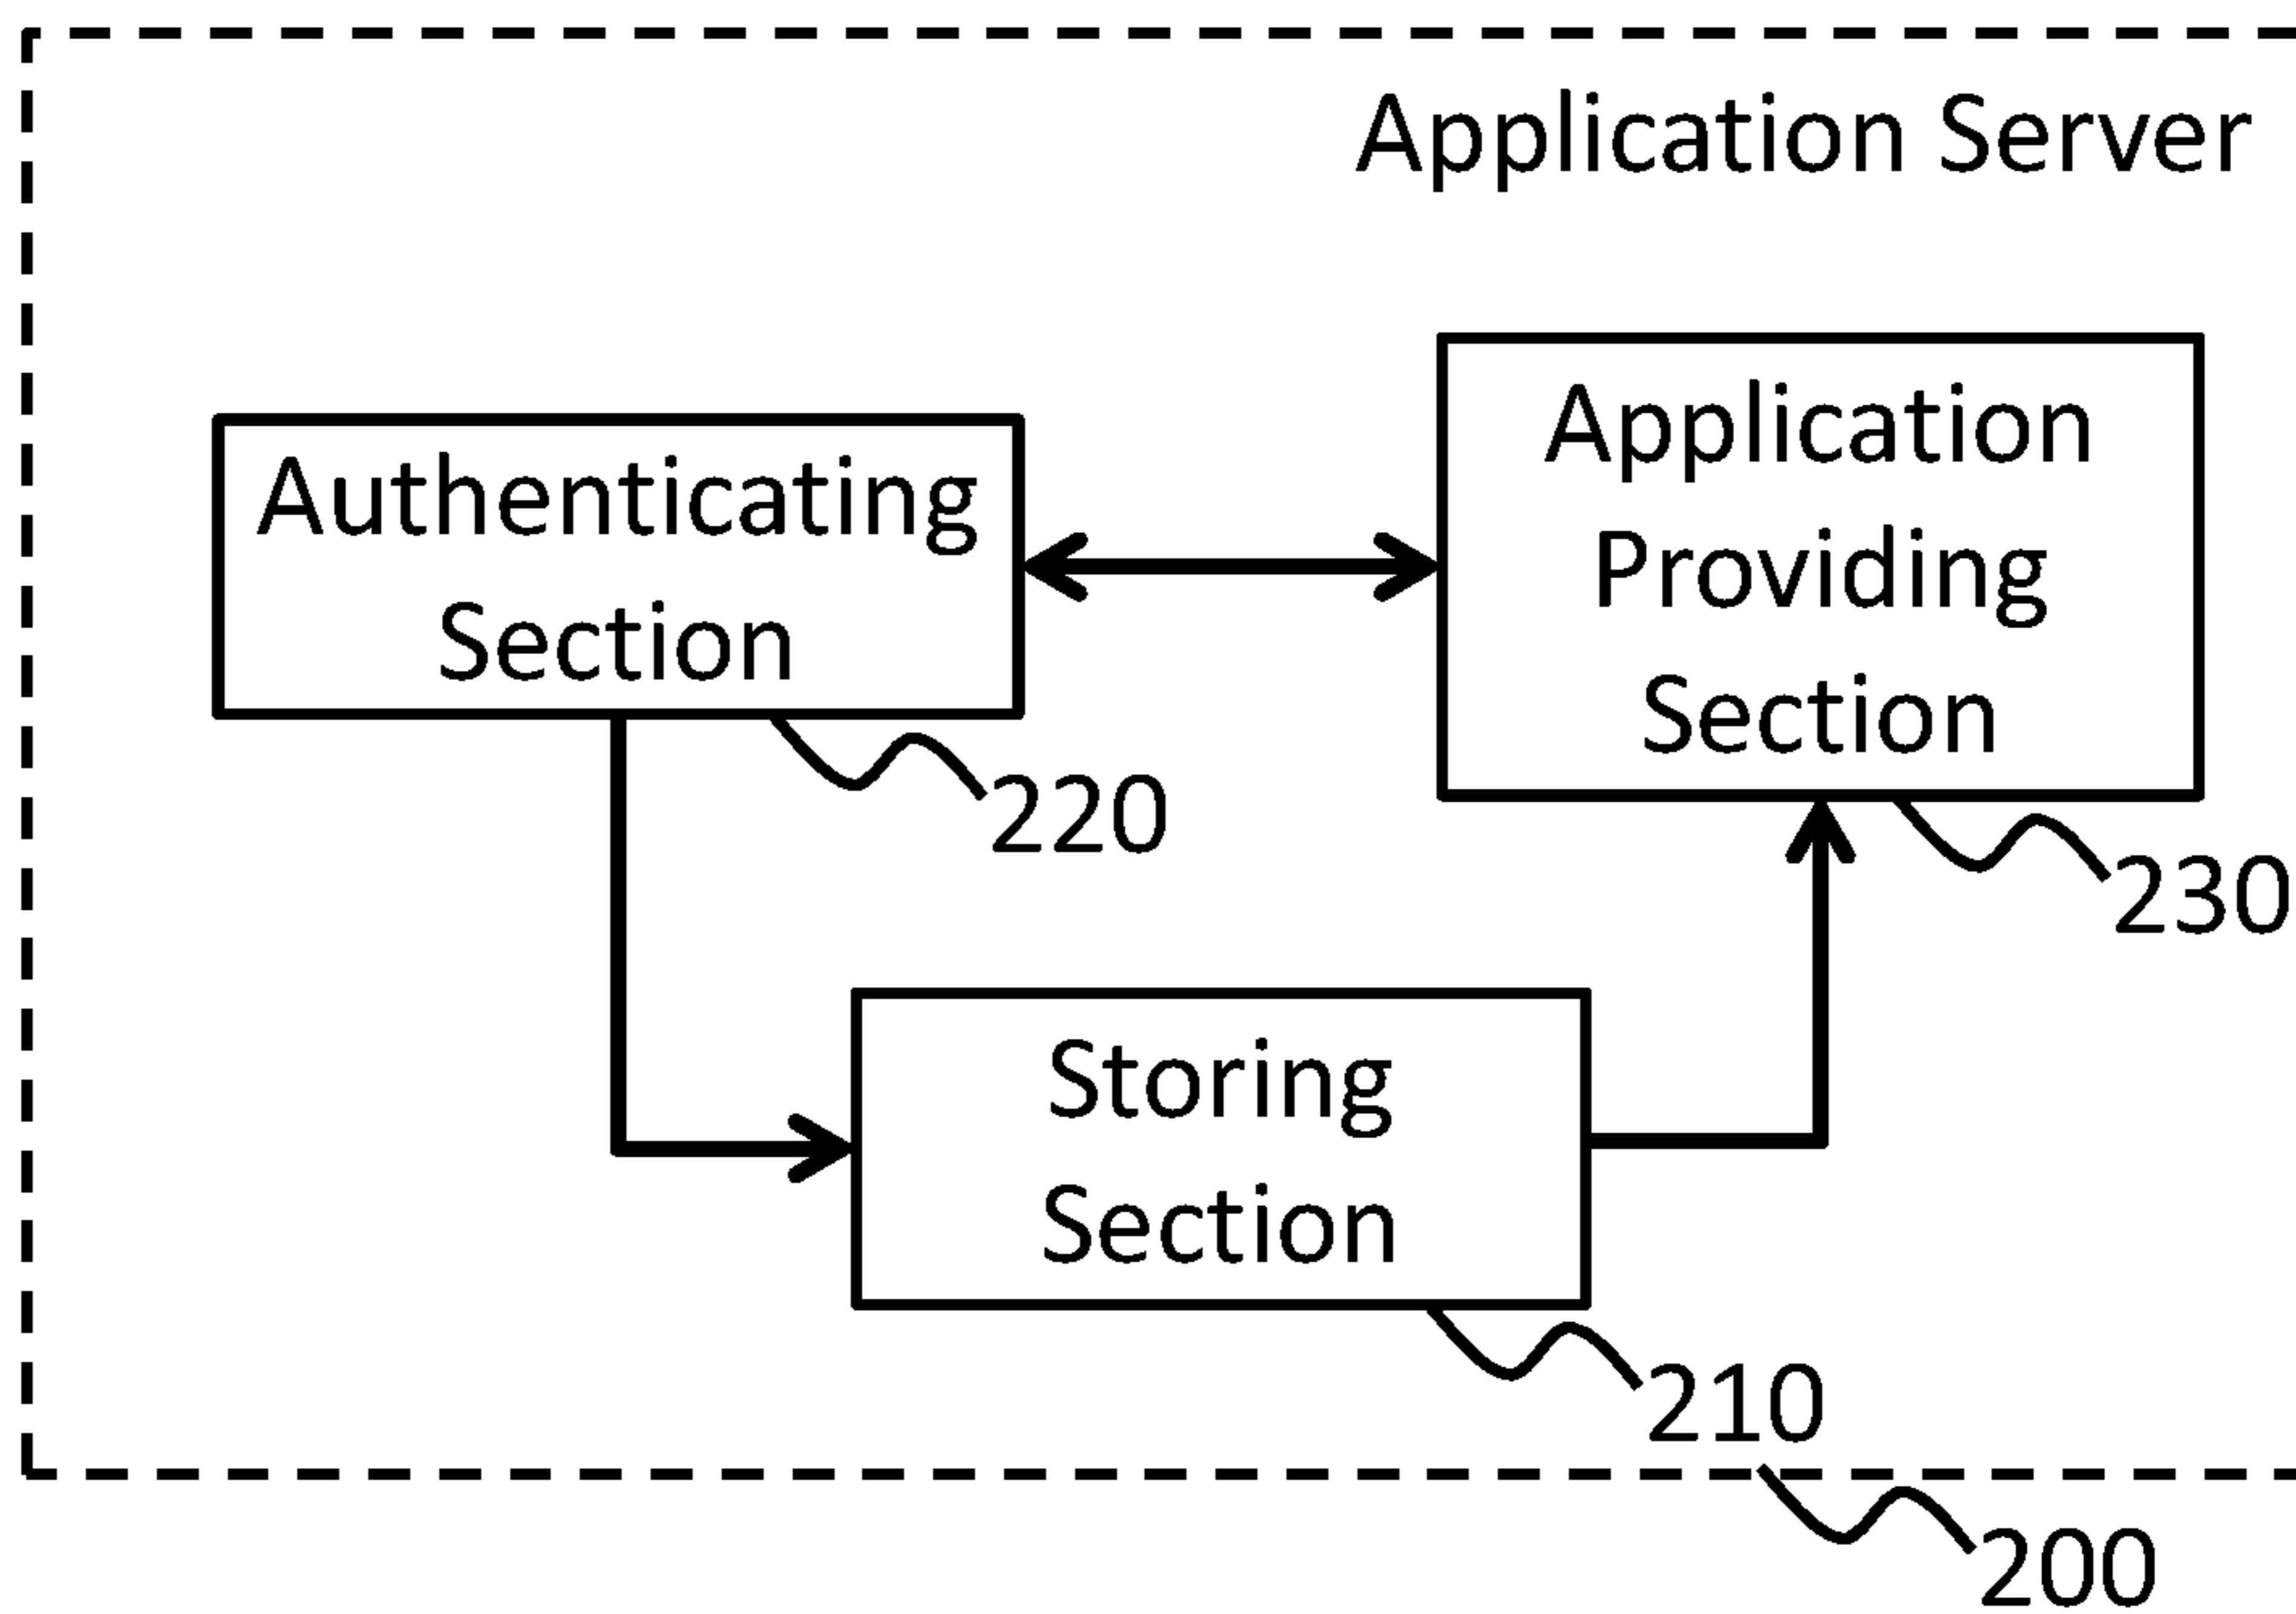 Application Server
Authenticating
Section
220
Application
Providing
Section
230
Storing
Section
210
200